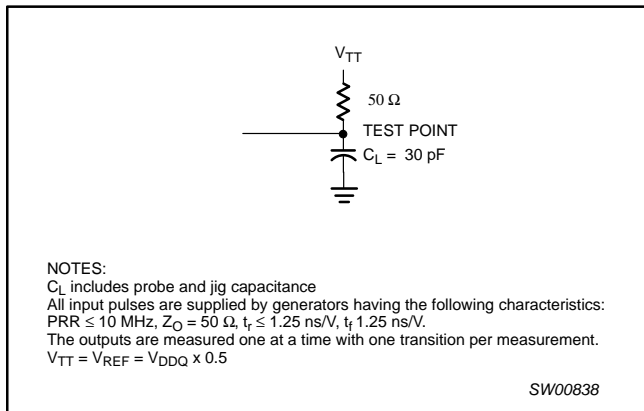 VTT
50 Ω
TEST POINT
CL = 30 pF
NOTES:
CL includes probe and jig capacitance
All input pulses are supplied by generators having the following characteristics:
PRR ≤ 10 MHz, ZO = 50 Ω, tr ≤ 1.25 ns/V, tf 1.25 ns/V.
The outputs are measured one at a time with one transition per measurement.
VTT = VREF = VDDQ x 0.5
SW00838